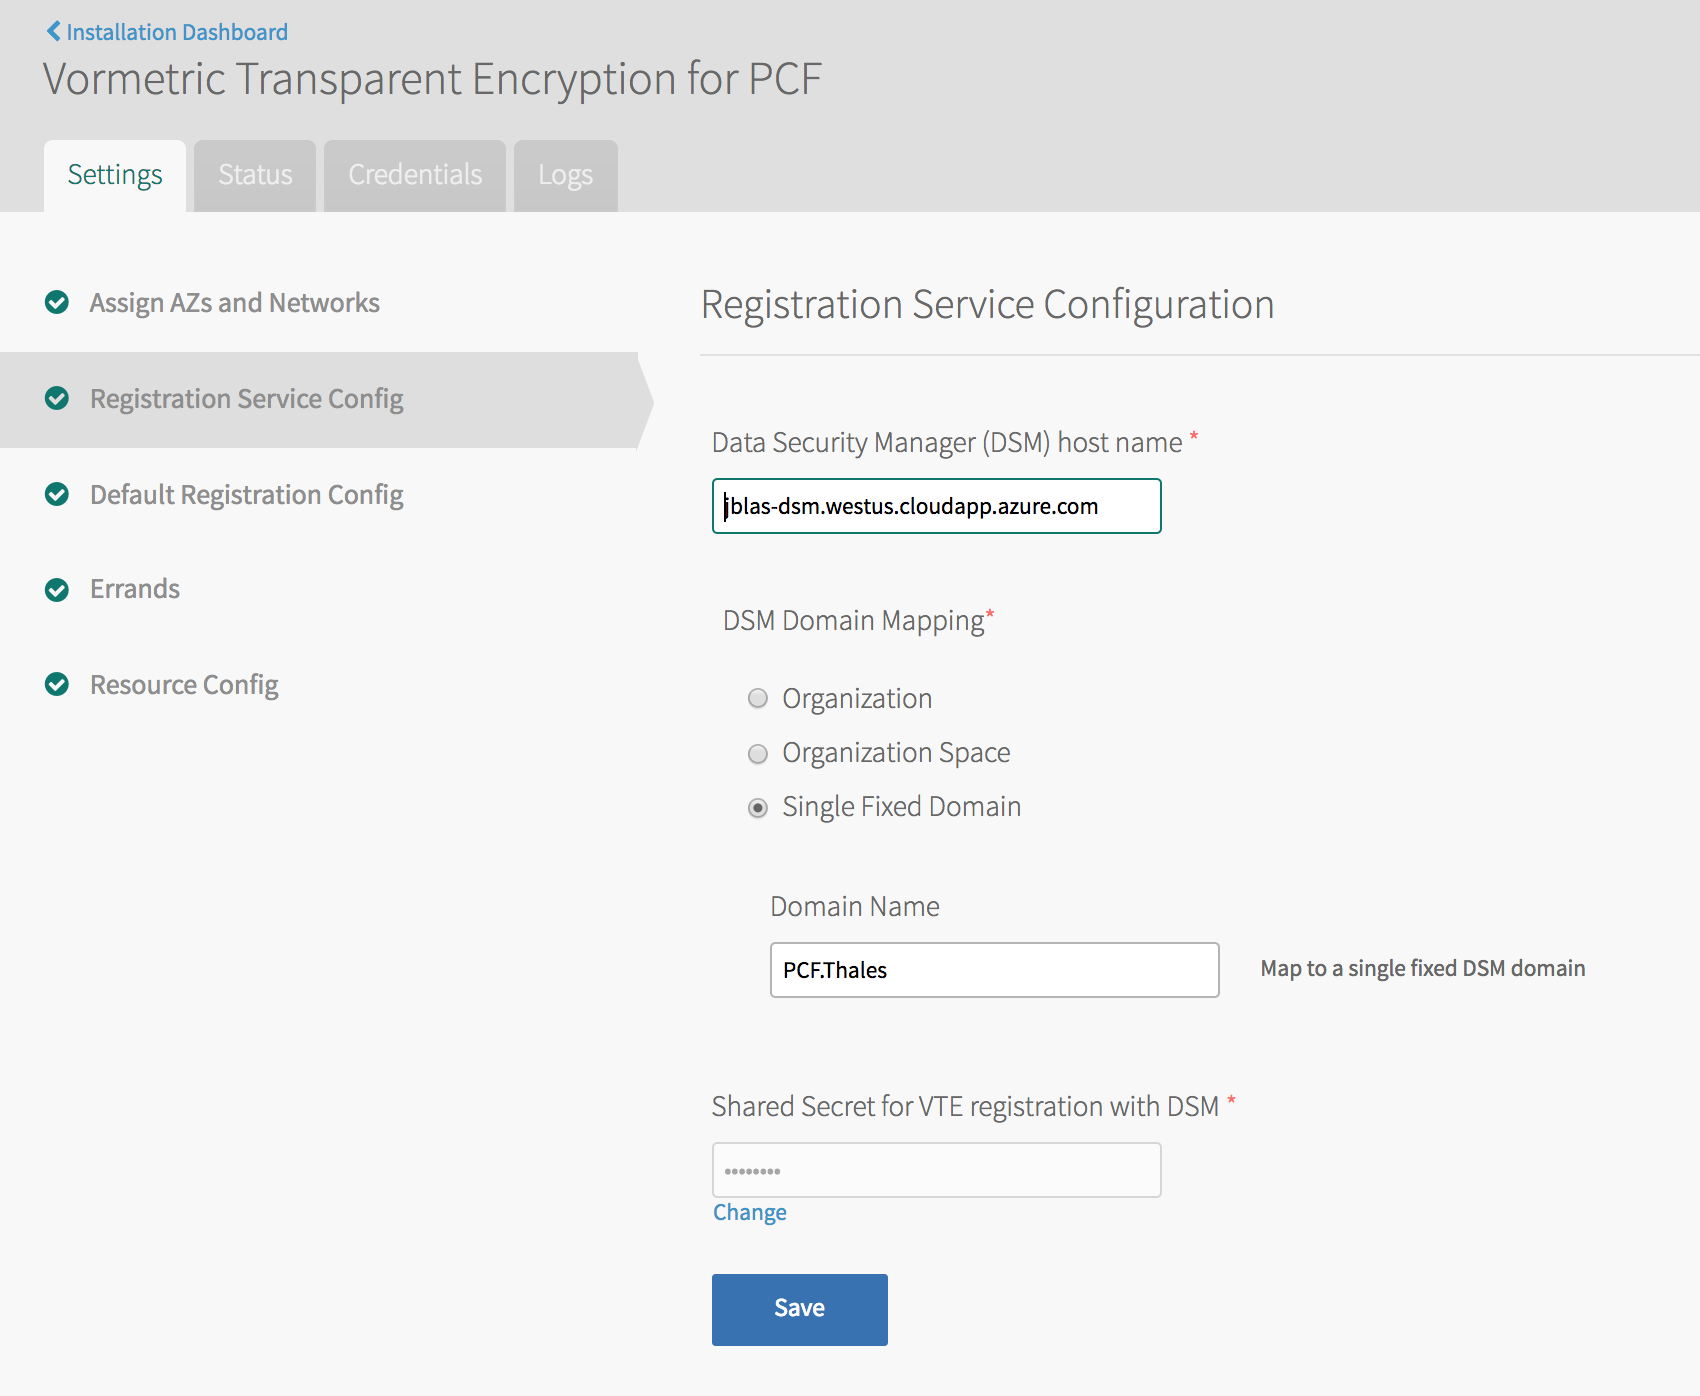 Installation Dashboard
Vormetric Transparent Encryption for PCF
Settings
Status
Credentials
Logs
Assign AZs and Networks
Registration Service Config
Default Registration Config
Errands
Resource Config
Registration Service Configuration
Data Security Manager (DSM) host name *
jblas-dsm.westus.cloudapp.azure.com
DSM Domain Mapping*
Organization
Organization Space
Single Fixed Domain
Domain Name
PCF.Thales
Map to a single fixed DSM domain
Shared Secret for VTE registration with DSM *
••••••••
Change
Save